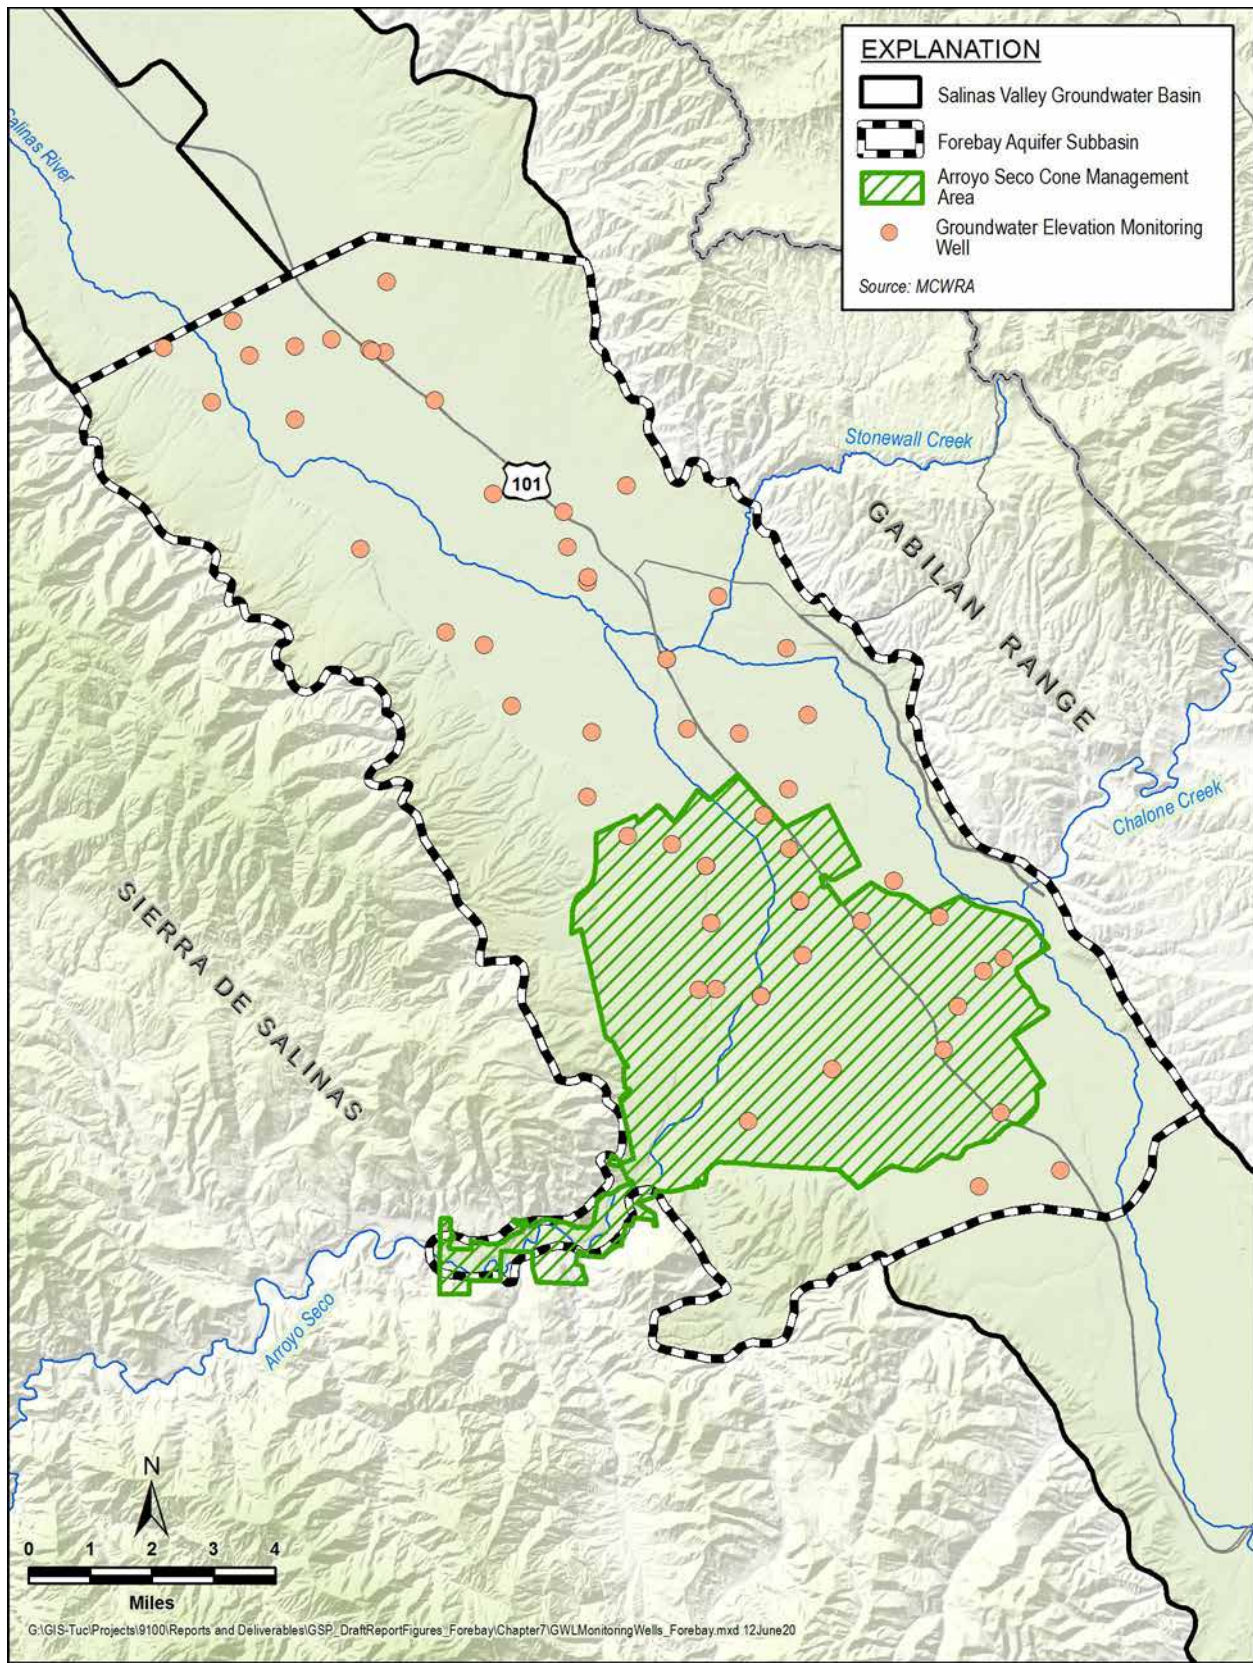 EXPLANATION
Salinas Valley Groundwater Basin
Forebay Aquifer Subbasin
Arroyo Seco Cone Management
Area
Groundwater Elevation Monitoring
Well
Source: MCWRA
Salinas River
Stonewall Creek
101
GABILAN RANGE
Chalone Creek
SIERRA DE SALINAS
Arroyo Seco
N
0 1 2 3 4
Miles
G:\GIS-Tuc\Projects\9100\Reports and Deliverables\GSP_DraftReportFigures_Forebay\Chapter7\GWLMonitoringWells_Forebay.mxd 12June20